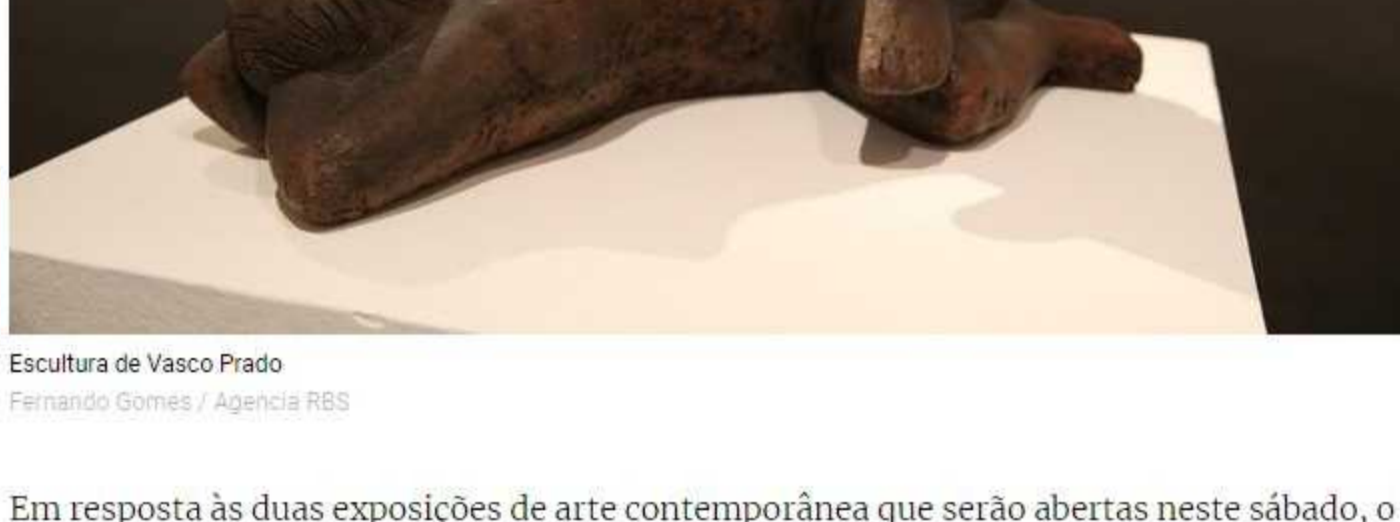 Escultura de Vasco Prado
Fernando Gomes / Agencia RBS
Em resposta às duas exposições de arte contemporânea que serão abertas neste sábado, o